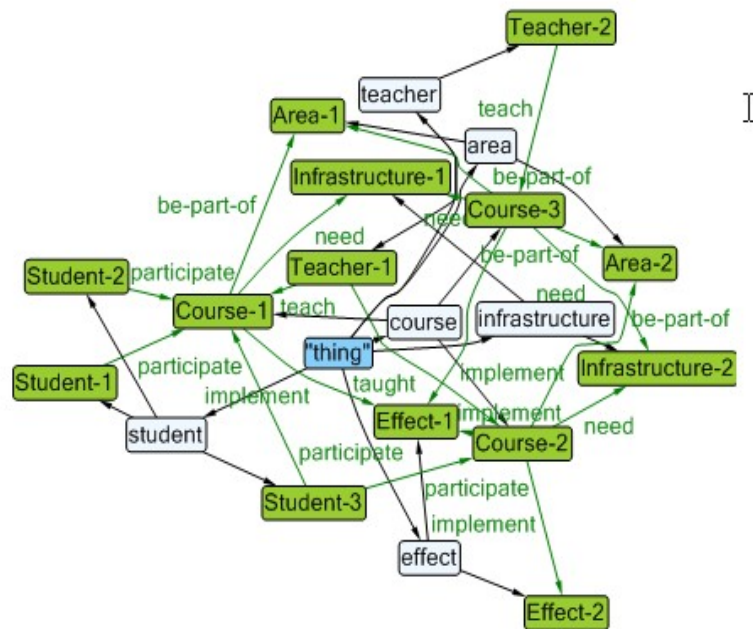 Teacher-2
teacher
teach
Area-1
area
Infrastructure-1
be-part-of
be-part-of
Course-3
need
need
be-part-of
Student-2
participate
Teacher-1
Area-2
Course-1
teach
course
infrastructure
need
be-part-of
"thing"
participate
implement
taught
implement
Infrastructure-2
Student-1
student
Effect-1
implement
Course-2
need
participate
Student-3
participate
implement
effect
Effect-2